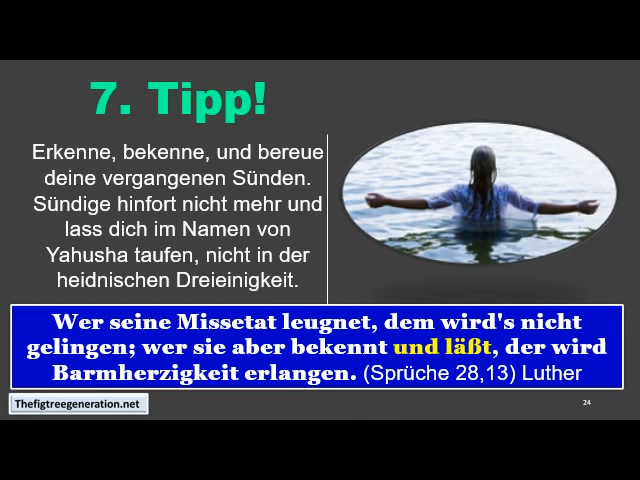 7. Tipp!
Erkenne, bekenne, und bereue
deine vergangenen Sünden.
Sündige hinfort nicht mehr und
lass dich im Namen von
Yahusha taufen, nicht in der
heidnischen Dreieinigkeit.
Wer seine Missetat leugnet, dem wird's nicht
gelingen; wer sie aber bekennt und läßt, der wird
Barmherzigkeit erlangen. (Sprüche 28,13) Luther
Thefigtreegeneration.net
24